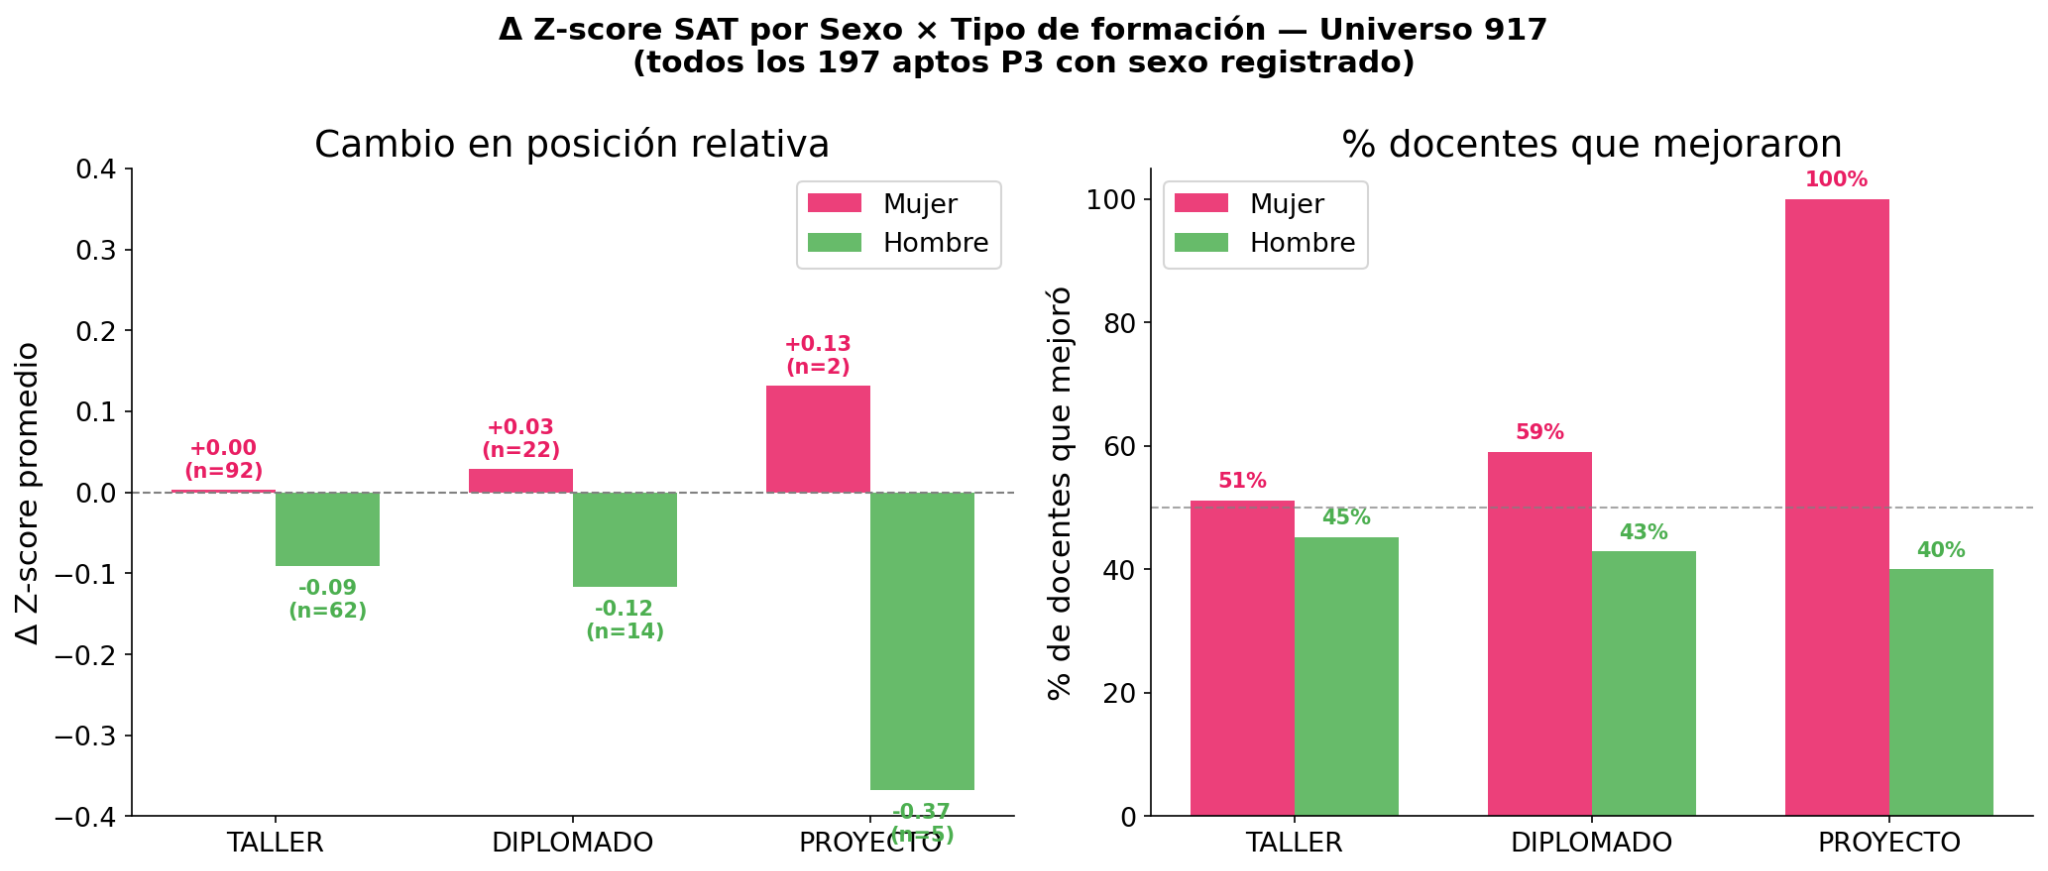 Δ Z-score SAT por Sexo × Tipo de formación — Universo 917
(todos los 197 aptos P3 con sexo registrado)
Cambio en posición relativa
Δ Z-score promedio
0.4
0.3
0.2
0.1
0.0
−0.1
−0.2
−0.3
−0.4
Mujer
Hombre
+0.00
(n=92)
-0.09
(n=62)
+0.03
(n=22)
-0.12
(n=14)
+0.13
(n=2)
-0.37
(n=5)
TALLER
DIPLOMADO
PROYECTO
% docentes que mejoraron
% de docentes que mejoró
100
80
60
40
20
0
Mujer
Hombre
51%
45%
59%
43%
100%
40%
TALLER
DIPLOMADO
PROYECTO